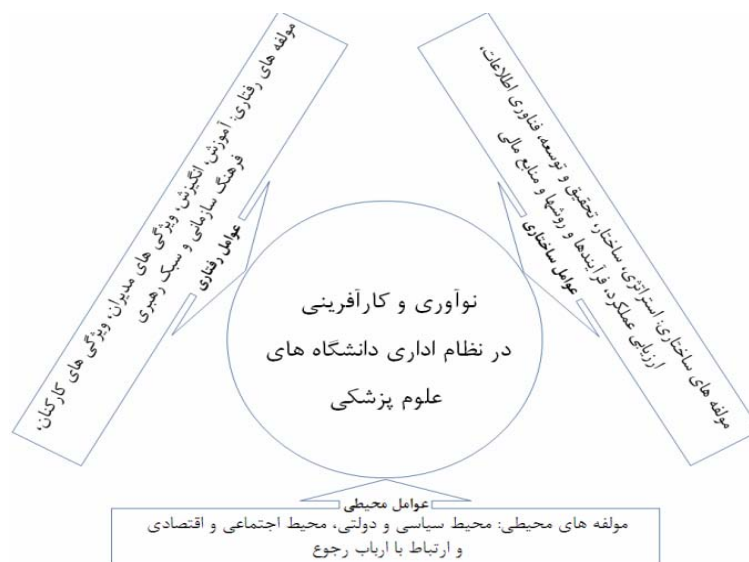 مولفه های رفتاری: آموزش، انگیزش، ویژگی های مدیران، ویژگی های کارکنان،
فرهنگ سازمانی و سبک رهبری
عوامل رفتاری
مولفه های ساختاری: استراتژی، ساختار، تحقیق و توسعه، فناوری اطلاعات،
ارزیابی عملکرد، فرآیندها و روشها و منابع مالی
عوامل ساختاری
نوآوری و کارآفرینی
در نظام اداری دانشگاه های
علوم پزشکی
عوامل محیطی
مولفه های محیطی: محیط سیاسی و دولتی، محیط اجتماعی و اقتصادی
و ارتباط با ارباب رجوع